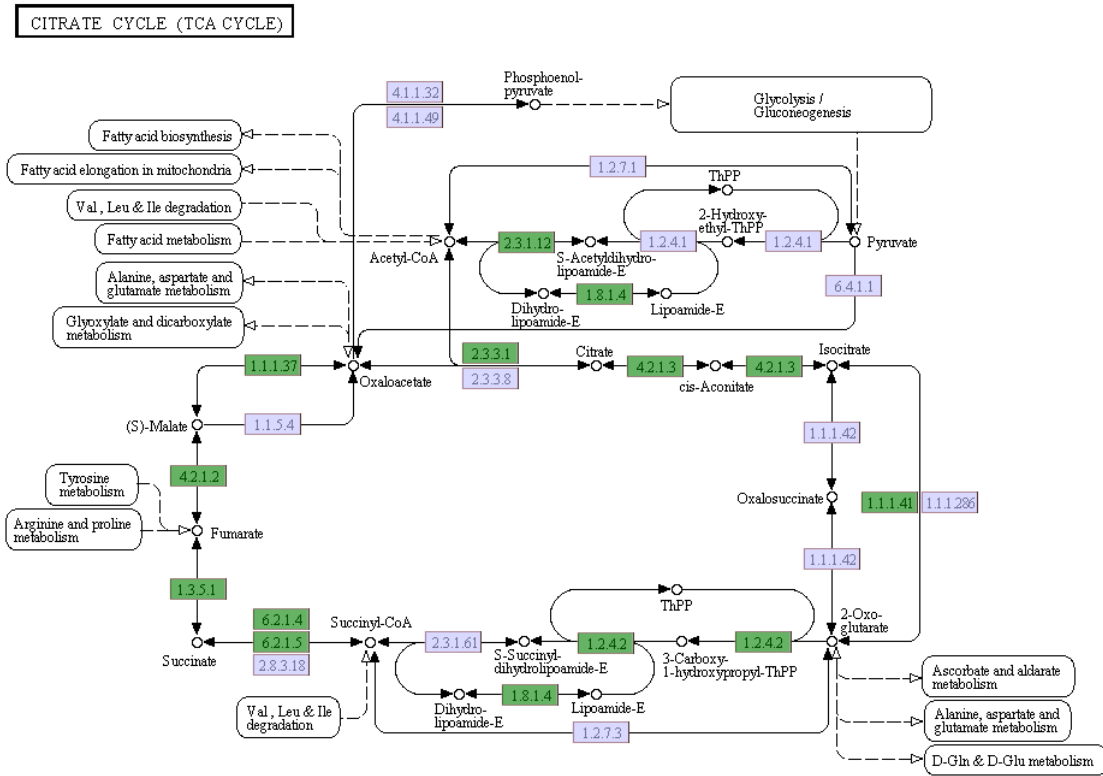 CITRATE CYCLE (TCA CYCLE)
Phosphoenol-
pyruvate
4.1.1.32
4.1.1.49
Glycolysis /
Gluconeogenesis
Fatty acid biosynthesis
Fatty acid elongation in mitochondria
Val , Leu & Ile degradation
Fatty acid metabolism
1.2.7.1
ThPP
2-Hydroxy-
ethyl-ThPP
Acetyl-CoA
2.3.1.12
1.2.4.1
1.2.4.1
Pyruvate
S-Acetyldihydro-
lipoamide-E
Alanine, aspartate and
glutamate metabolism
Dihydro-
lipoamide-E
1.8.1.4
Lipoamide-E
6.4.1.1
Glyoxylate and dicarboxylate
metabolism
1.1.1.37
Oxaloacetate
2.3.3.1
2.3.3.8
Citrate
4.2.1.3
cis-Aconitate
4.2.1.3
Isocitrate
(S)-Malate
1.1.5.4
1.1.1.42
4.2.1.2
Tyrosine
metabolism
Oxalosuccinate
1.1.1.41
1.1.1.286
Arginine and proline
metabolism
Fumarate
1.1.1.42
1.3.5.1
ThPP
6.2.1.4
6.2.1.5
2.8.3.18
Succinate
Succinyl-CoA
2.3.1.61
S-Succinyl-
dihydrolipoamide-E
1.2.4.2
3-Carboxy-
1-hydroxypropyl-ThPP
1.2.4.2
2-Oxo-
glutarate
Val , Leu & Ile
degradation
Dihydro-
lipoamide-E
1.8.1.4
Lipoamide-E
1.2.7.3
Ascorbate and aldarate
metabolism
Alanine, aspartate and
glutamate metabolism
D-Gln & D-Glu metabolism